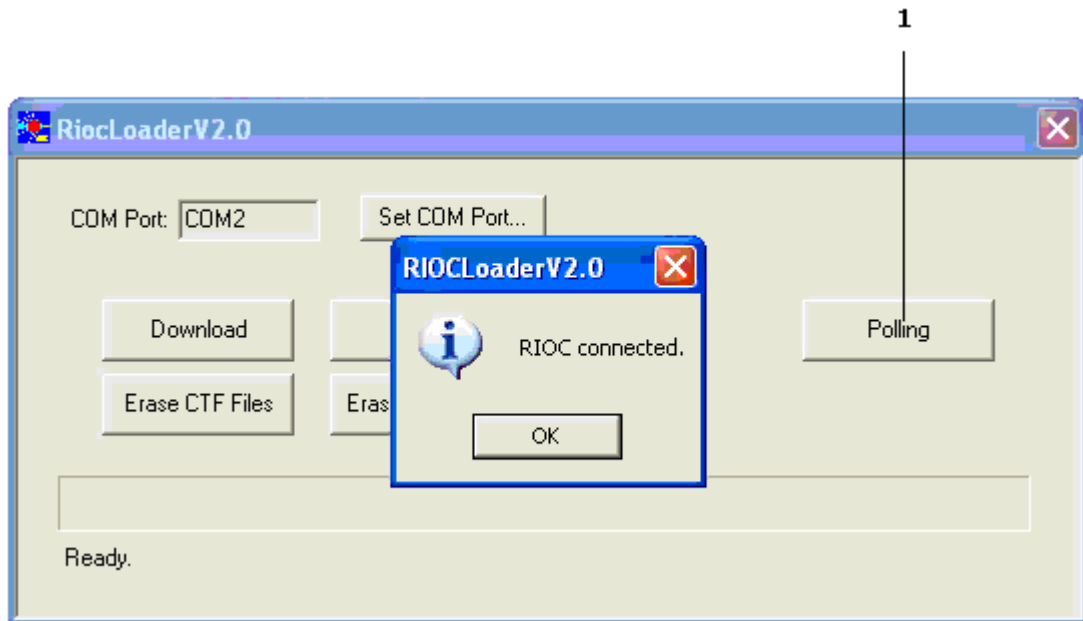 1
RiocLoaderV2.0
COM Port: COM2 Set COM Port...
RIOCLoaderV2.0
RIOC connected.
OK
Download
Polling
Erase CTF Files
Ready.